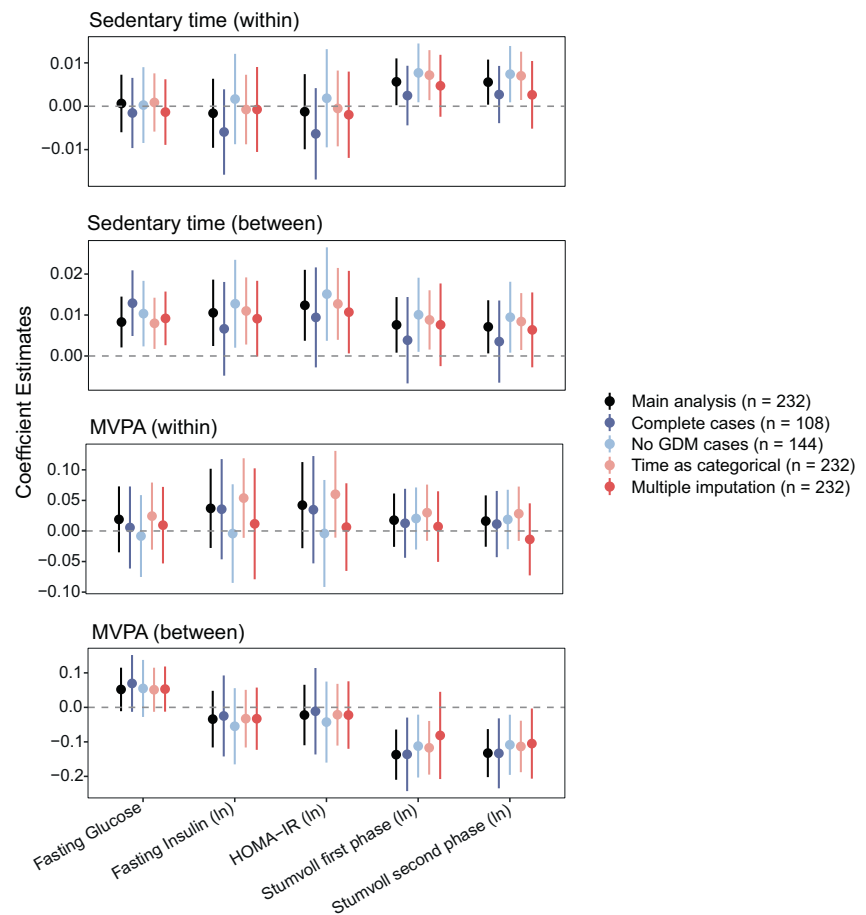 Sedentary time (within)
0.01
0.00
−0.01
Sedentary time (between)
0.02
0.01
0.00
Coefficient Estimates
MVPA (within)
0.10
0.05
0.00
−0.05
−0.10
MVPA (between)
0.1
0.0
−0.1
−0.2
Fasting Glucose
Fasting Insulin (ln)
HOMA−IR (ln)
Stumvoll first phase (ln)
Stumvoll second phase (ln)
Main analysis (n = 232)
Complete cases (n = 108)
No GDM cases (n = 144)
Time as categorical (n = 232)
Multiple imputation (n = 232)